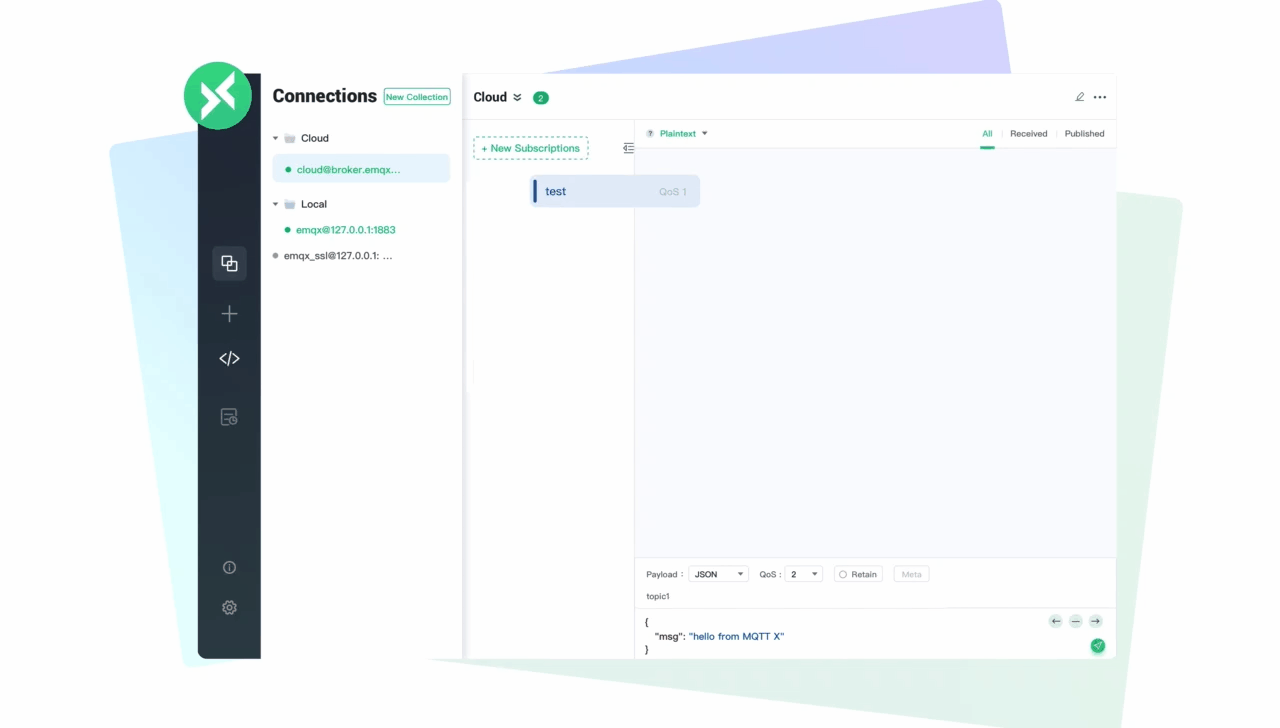 Connections
New Collection
Cloud
cloud@broker.emqx...
Local
emqx@127.0.0.1:1883
emqx_ssl@127.0.0.1: ...
Cloud
2
+ New Subscriptions
test QoS 1
? Plaintext
All Received Published
Payload : JSON QoS : 2 Retain Meta
topic1
{
"msg": "hello from MQTT X"
}